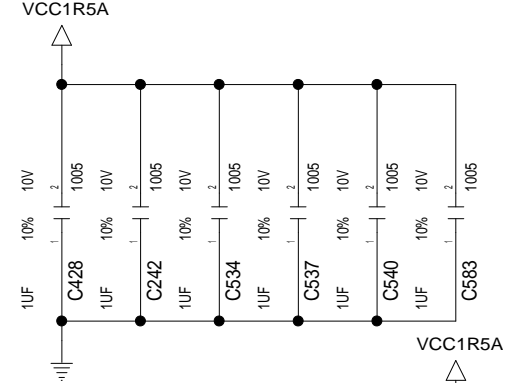 VCC1R5A
10V 2 1005 10V 2 1005 10V 2 1005 10V 2 1005 10V 2 1005 10V 2 1005
10% 1 10% 1 10% 1 10% 1 10% 1 10% 1
1UF C428 1UF C242 1UF C534 1UF C537 1UF C540 1UF C583
VCC1R5A